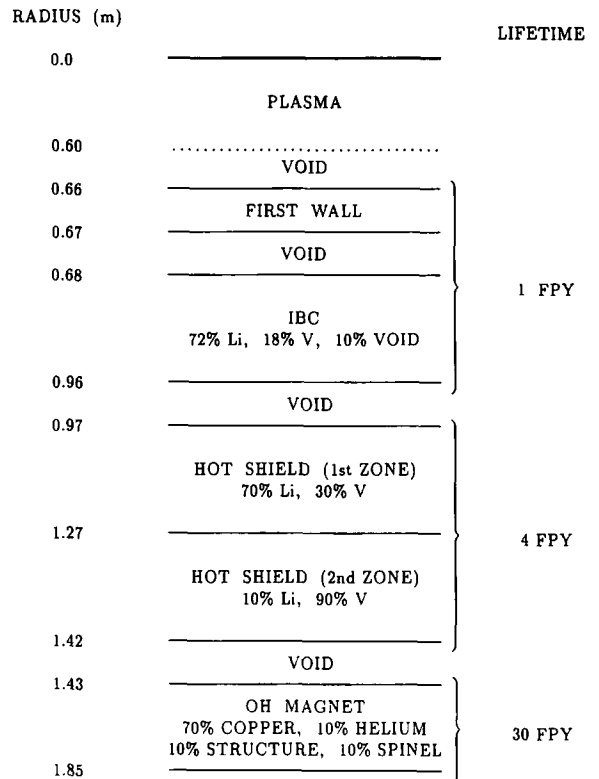 RADIUS (m)
LIFETIME
0.0
PLASMA
0.60
VOID
0.66
FIRST WALL
0.67
VOID
0.68
1 FPY
IBC
72% Li, 18% V, 10% VOID
0.96
VOID
0.97
HOT SHIELD (1st ZONE)
70% Li, 30% V
1.27
4 FPY
HOT SHIELD (2nd ZONE)
10% Li, 90% V
1.42
VOID
1.43
OH MAGNET
70% COPPER, 10% HELIUM
30 FPY
10% STRUCTURE, 10% SPINEL
1.85